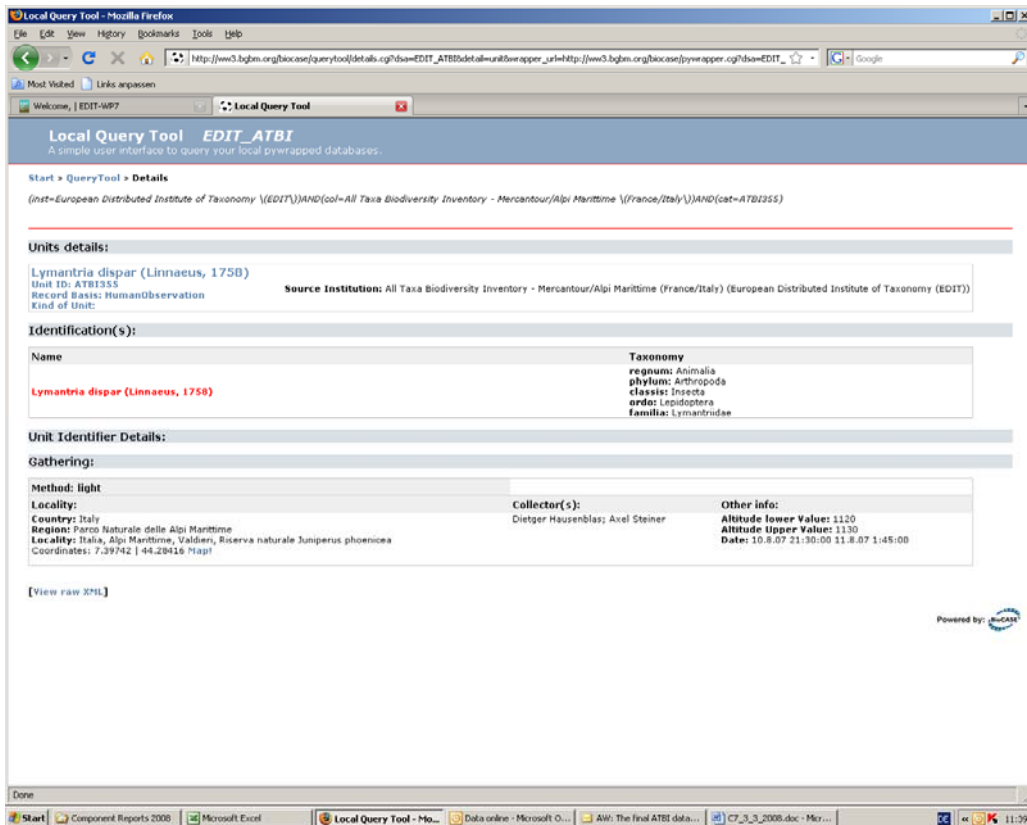 Local Query Tool - Mozilla Firefox
File Edit View History Bookmarks Tools Help
http://ww3.bgbm.org/biocase/querytool/details.cgi?dsa=EDIT_ATBI&detail=unit&wrapper_url=http://ww3.bgbm.org/biocase/pywrapper.cgi?dsa=EDIT_ Google
Most Visited Links anpassen
Welcome, | EDIT-WP7 Local Query Tool
Local Query Tool EDIT_ATBI
A simple user interface to query your local pywrapped databases.
Start > QueryTool > Details
(inst=European Distributed Institute of Taxonomy \(EDIT\))AND(col=All Taxa Biodiversity Inventory - Mercantour/Alpi Marittime \(France/Italy\))AND(cat=ATBI355)
Units details:
Lymantria dispar (Linnaeus, 1758)
Unit ID: ATBI355
Record Basis: HumanObservation
Kind of Unit:
Source Institution: All Taxa Biodiversity Inventory - Mercantour/Alpi Marittime (France/Italy) (European Distributed Institute of Taxonomy (EDIT))
Identification(s):
Name Taxonomy
Lymantria dispar (Linnaeus, 1758)
regnum: Animalia
phylum: Arthropoda
classis: Insecta
ordo: Lepidoptera
familia: Lymantriidae
Unit Identifier Details:
Gathering:
Method: light
Locality: Collector(s): Other info:
Country: Italy Dietger Hausenblas; Axel Steiner Altitude lower Value: 1120
Region: Parco Naturale delle Alpi Marittime Altitude Upper Value: 1130
Locality: Italia, Alpi Marittime, Valdieri, Riserva naturale Juniperus phoenicea Date: 10.8.07 21:30:00 11.8.07 1:45:00
Coordinates: 7.39742 | 44.28416 Map!
[View raw XML]
Powered by: BioCASE
Done
Start Component Reports 2008 Microsoft Excel Local Query Tool - Mo... Data online - Microsoft O... AW: The final ATBI data... C7_3_3_2008.doc - Micr... DE 11:39